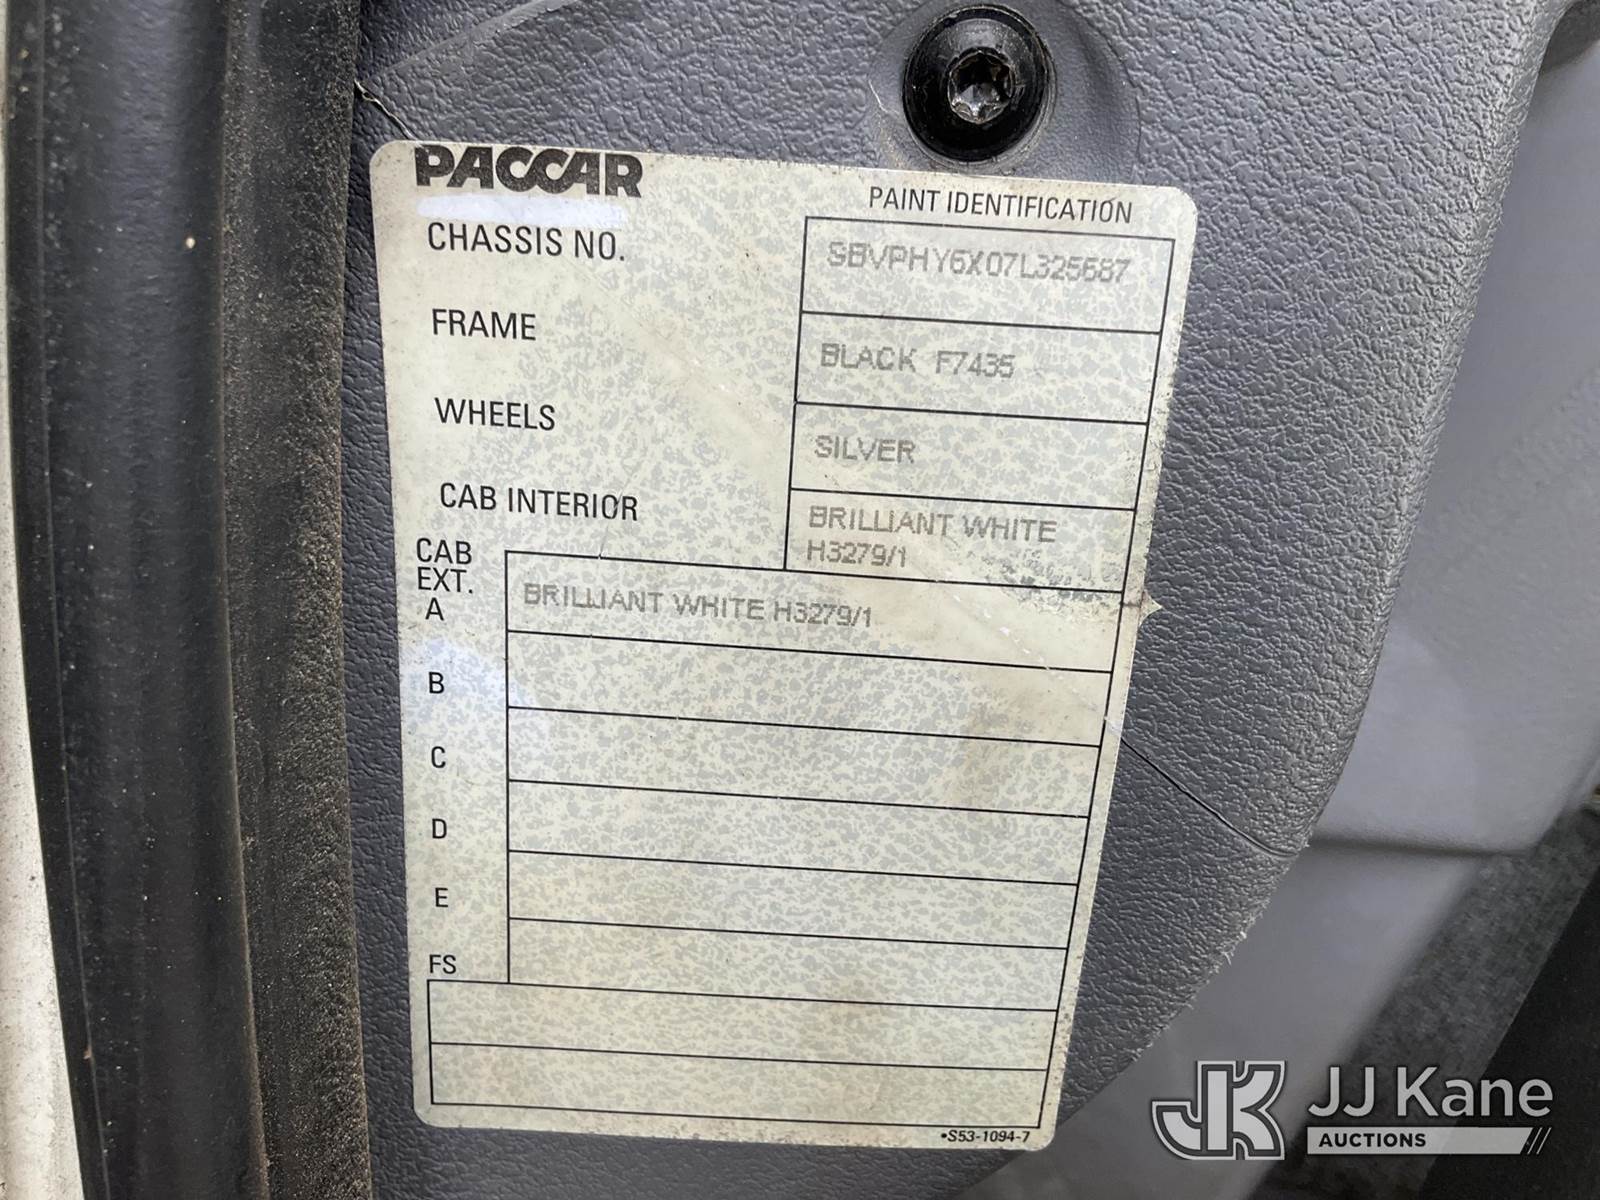 PACCAR
PAINT IDENTIFICATION
CHASSIS NO.
SBVPHY6X07L325687
FRAME
BLACK F7435
WHEELS
SILVER
CAB INTERIOR
BRILLIANT WHITE
H3279/1
CAB
EXT.
A
BRILLIANT WHITE H3279/1
B
C
D
E
FS
•S53-1094-7
JK
JJ Kane
AUCTIONS